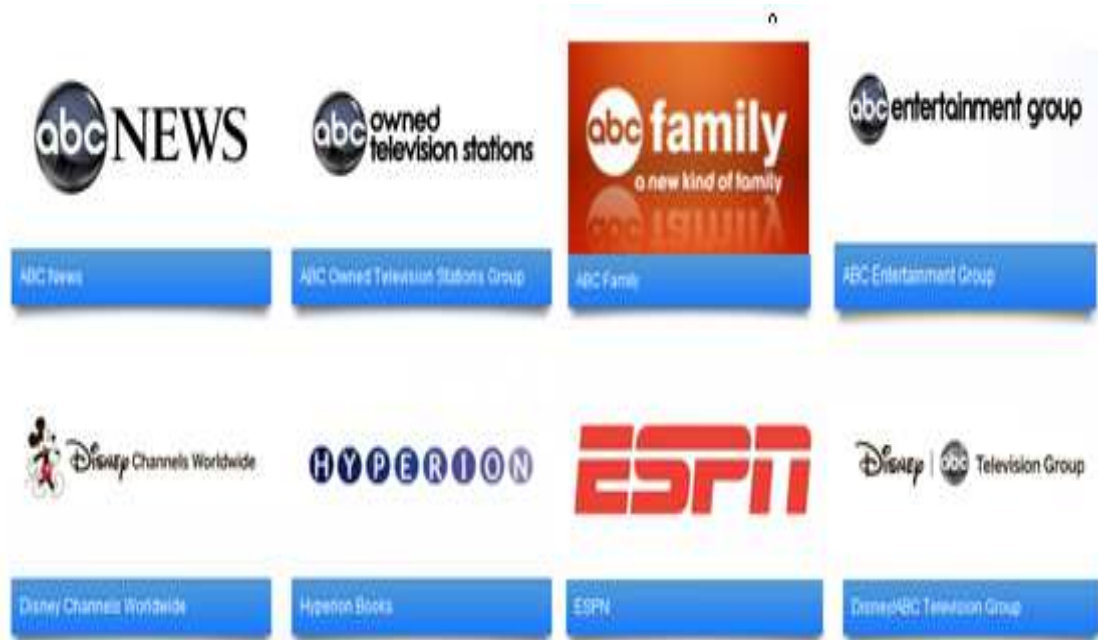 abc NEWS
abc owned
television stations
abc family
a new kind of family
abc entertainment group
ABC News
ABC Owned Television Stations Group
ABC Family
ABC Entertainment Group
Disney Channels Worldwide
HYPERION
ESPN
Disney | abc Television Group
Disney Channels Worldwide
Hyperion Books
ESPN
Disney/ABC Television Group